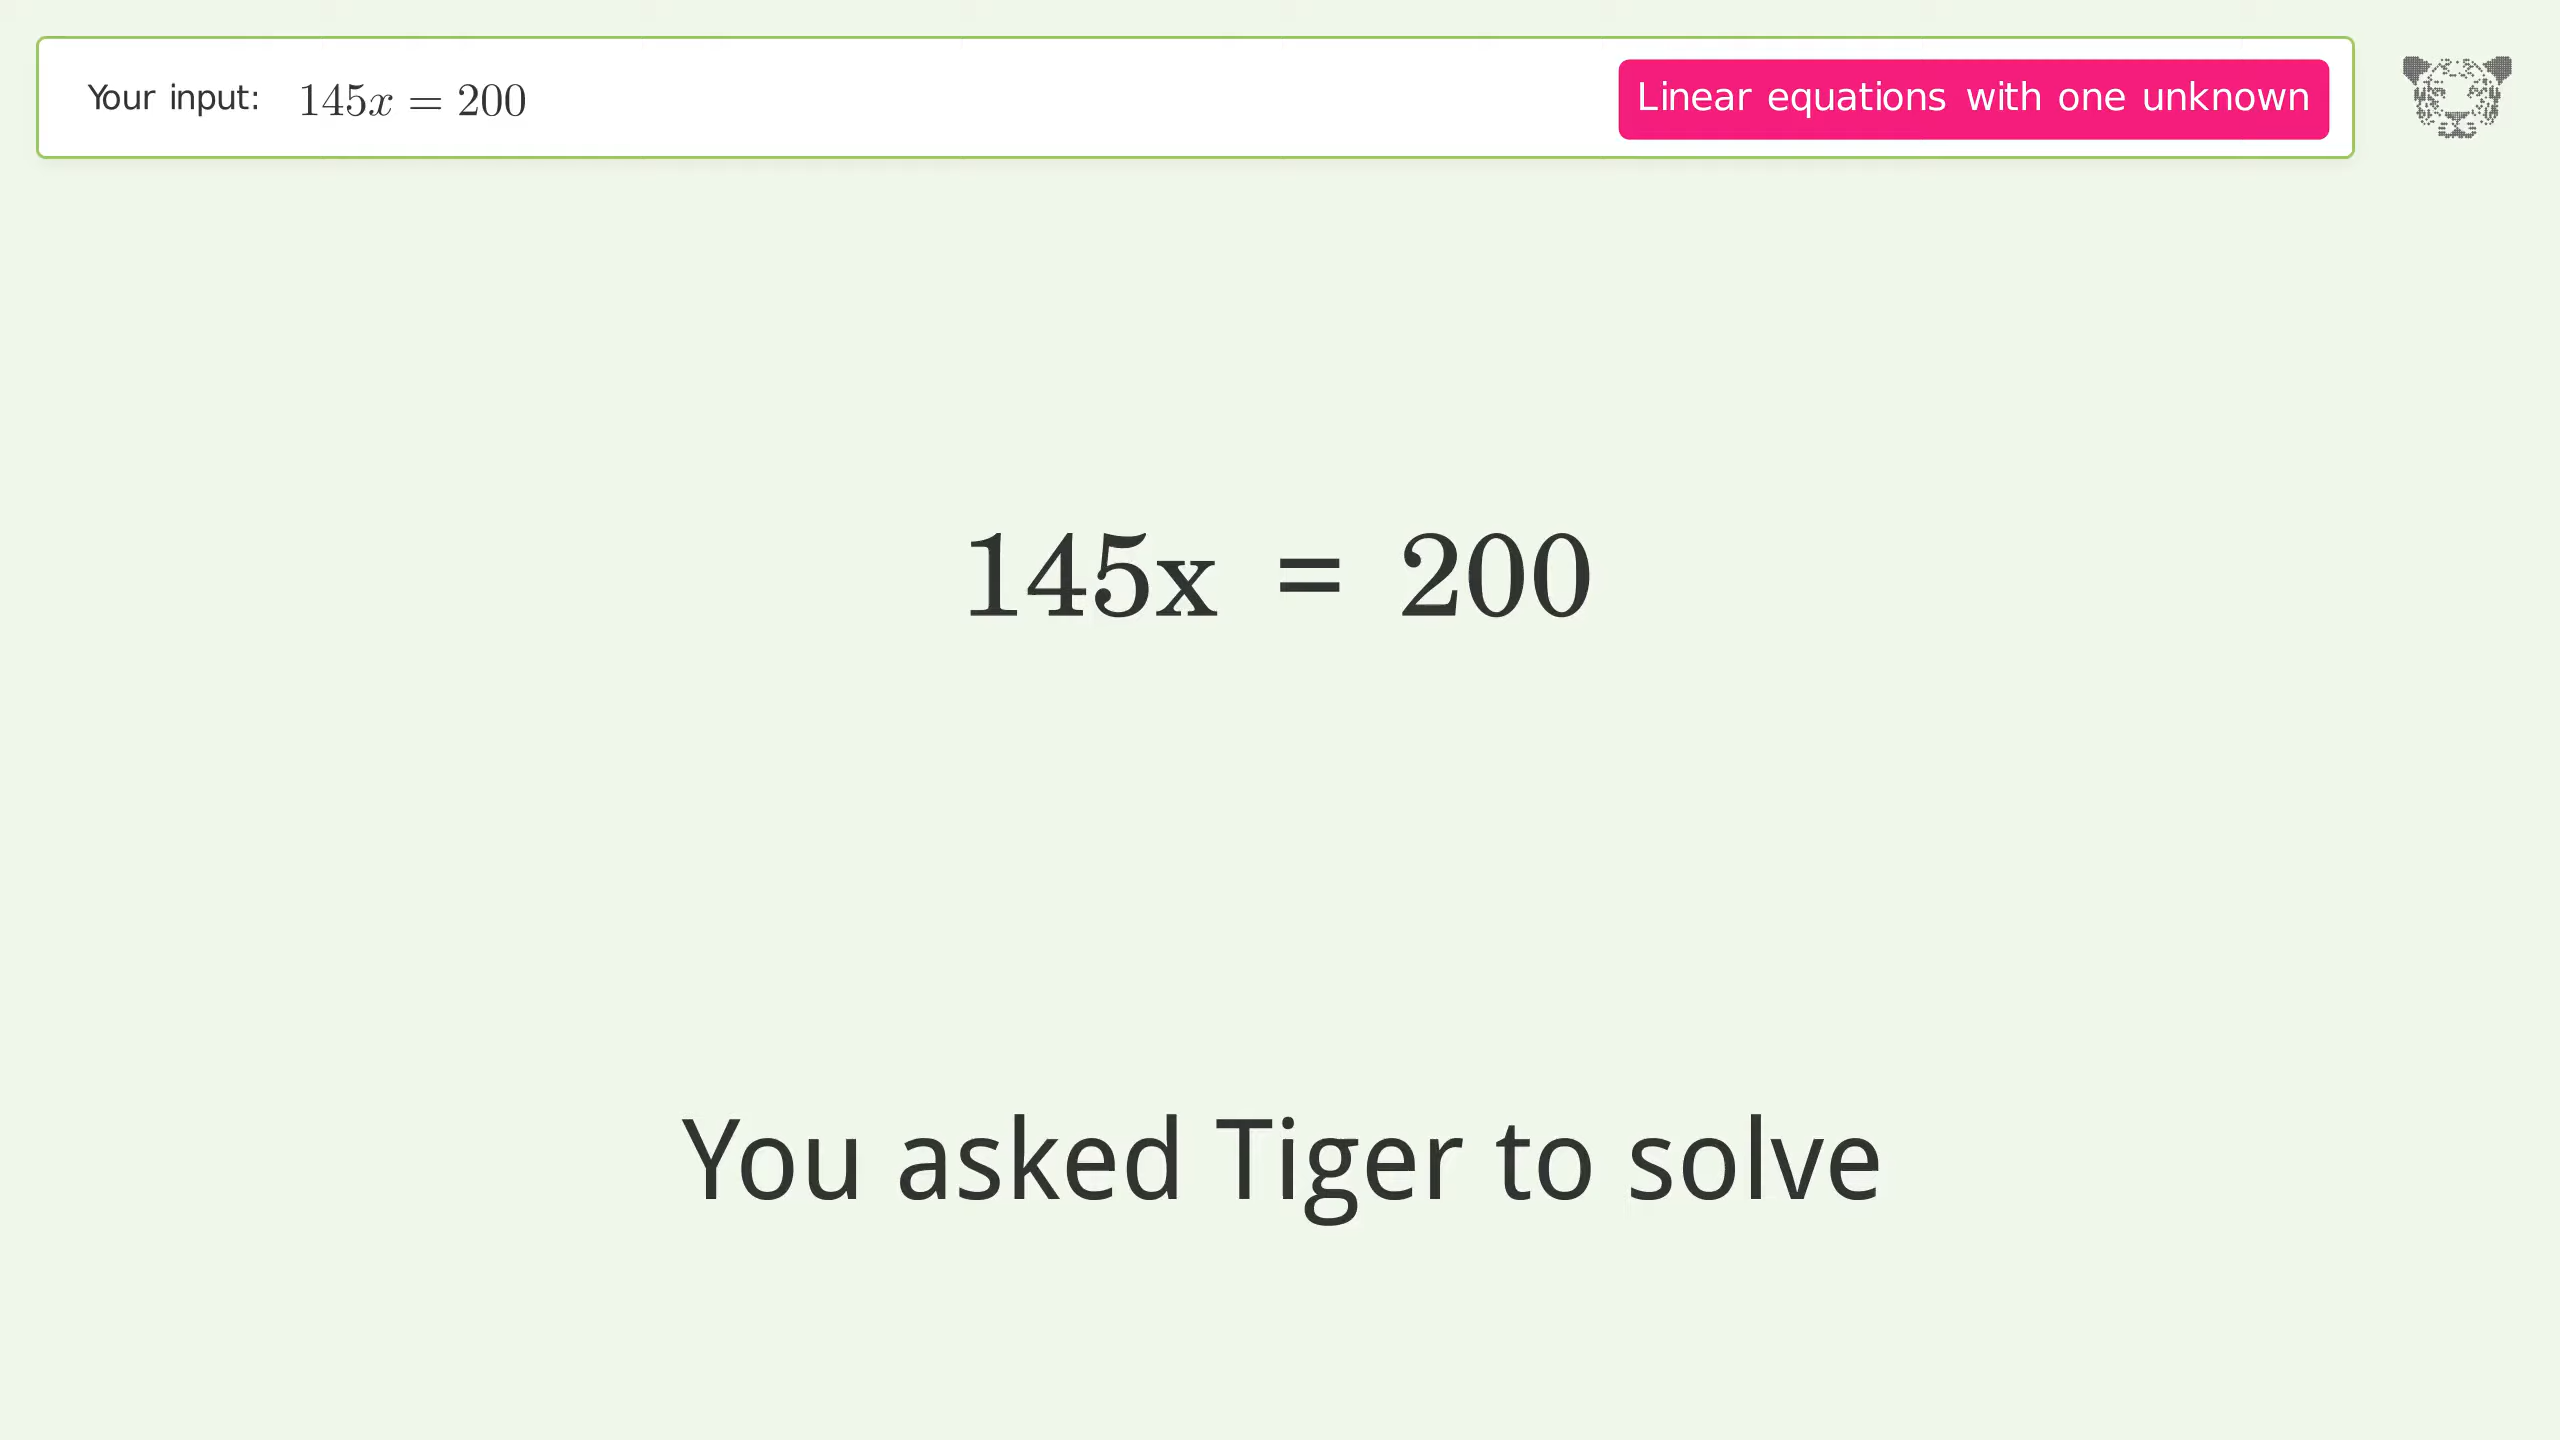 Your input: 145x = 200
Linear equations with one unknown
145x = 200
You asked Tiger to solve